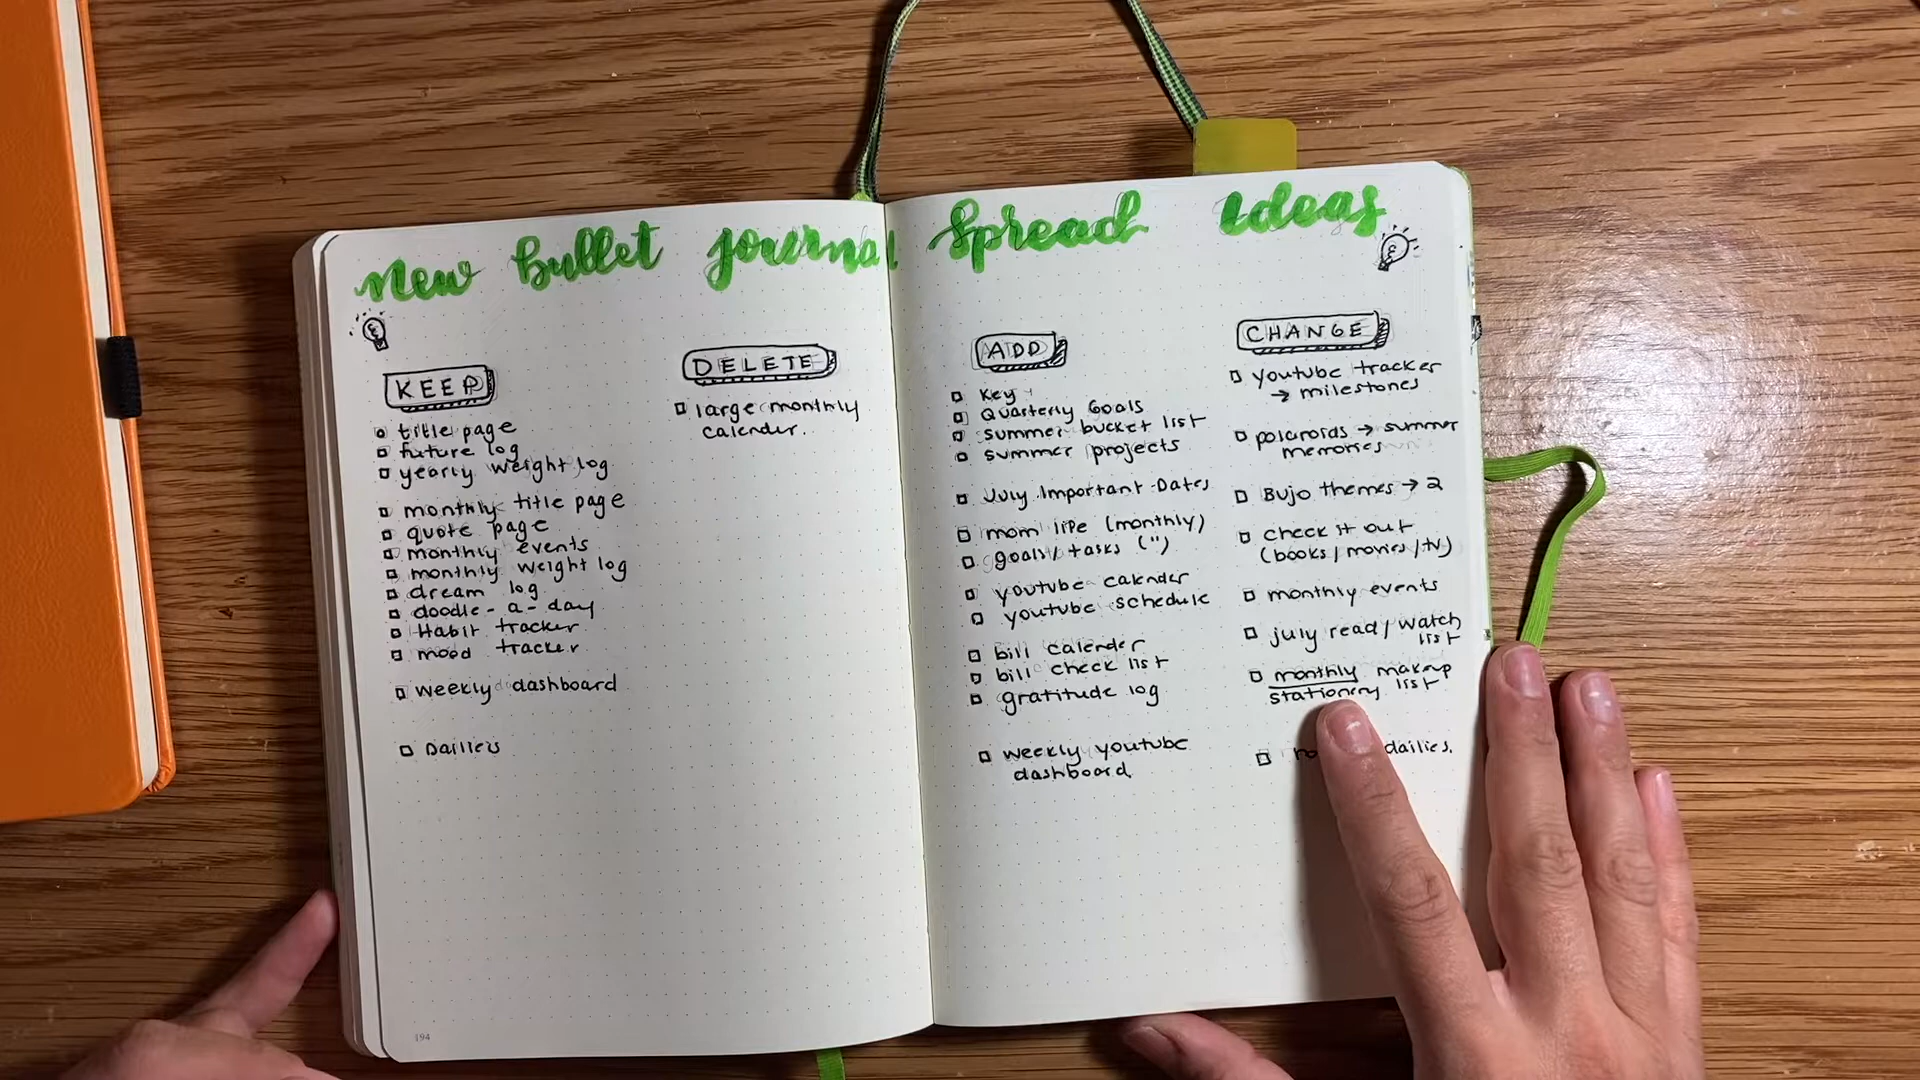 New Bullet Journal Spread Ideas
KEEP
title page
future log
yearly weight log
monthly title page
quote page
monthly events
monthly weight log
dream log
doodle-a-day
Habit tracker
mood tracker
weekly dashboard
Dailies
DELETE
large monthly
calender.
ADD
Key
Quarterly Goals
summer bucket list
summer projects
July Important Dates
mom life (monthly)
goals/tasks (")
youtube calender
youtube schedule
bill calender
bill check list
gratitude log
weekly youtube
dashboard
CHANGE
youtube tracker
→ milestones
polaroids → summer
memories
Bujo themes → 2
check it out
(books/movies/tv)
monthly events
july read/watch
list
monthly makeup
stationery list
dailies.
194